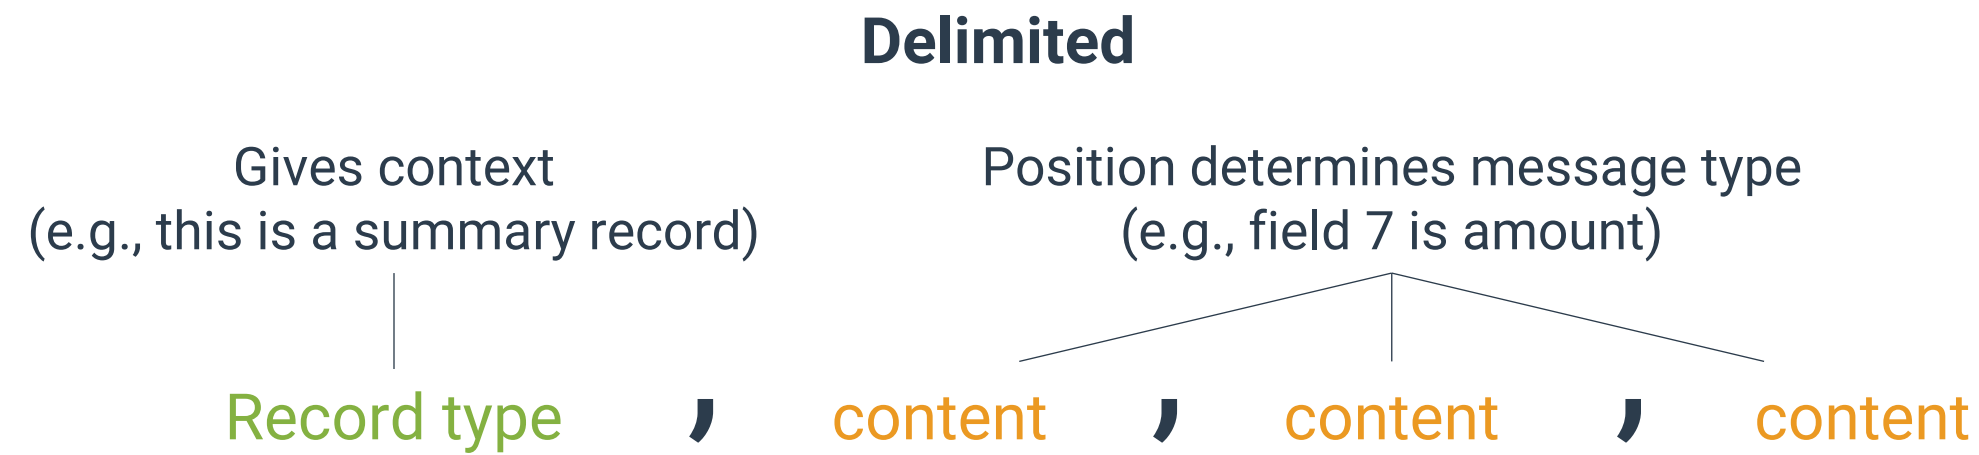 Delimited
Gives context
(e.g., this is a summary record)
Position determines message type
(e.g., field 7 is amount)
Record type , content , content , content